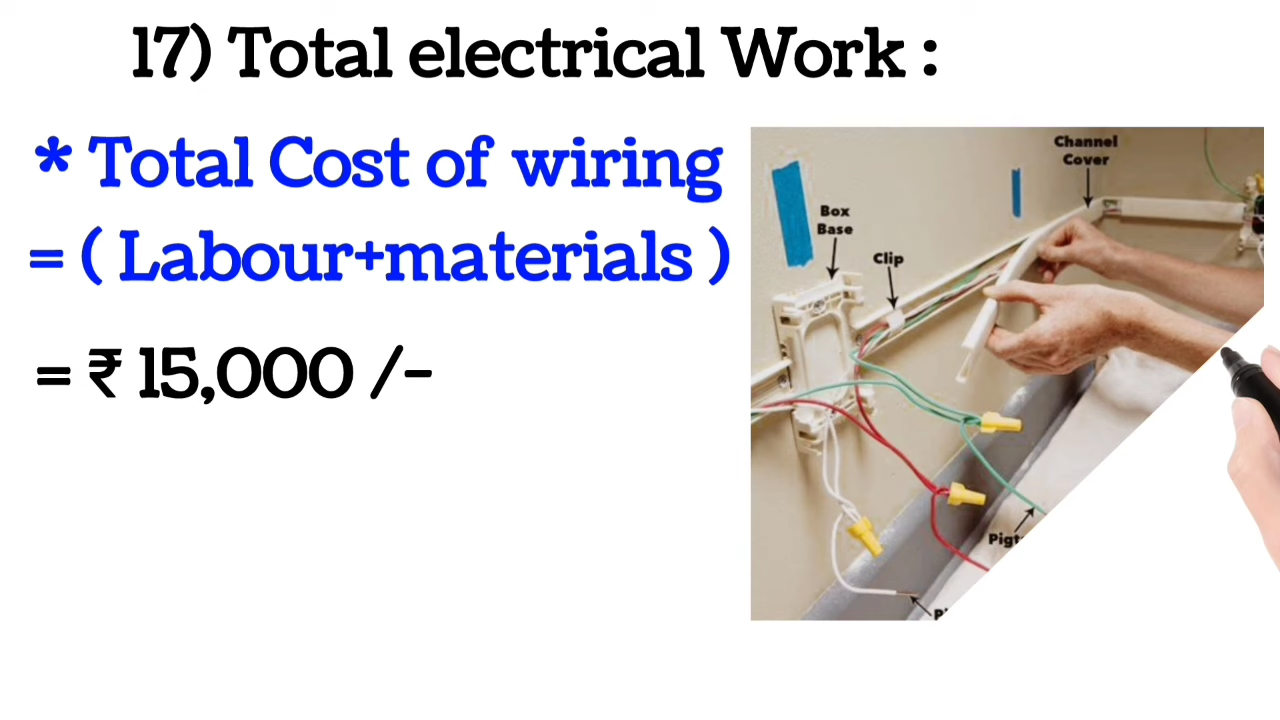 17) Total electrical Work :
* Total Cost of wiring
= ( Labour+materials )
= ₹ 15,000 /-
Channel
Cover
Box
Base
Clip